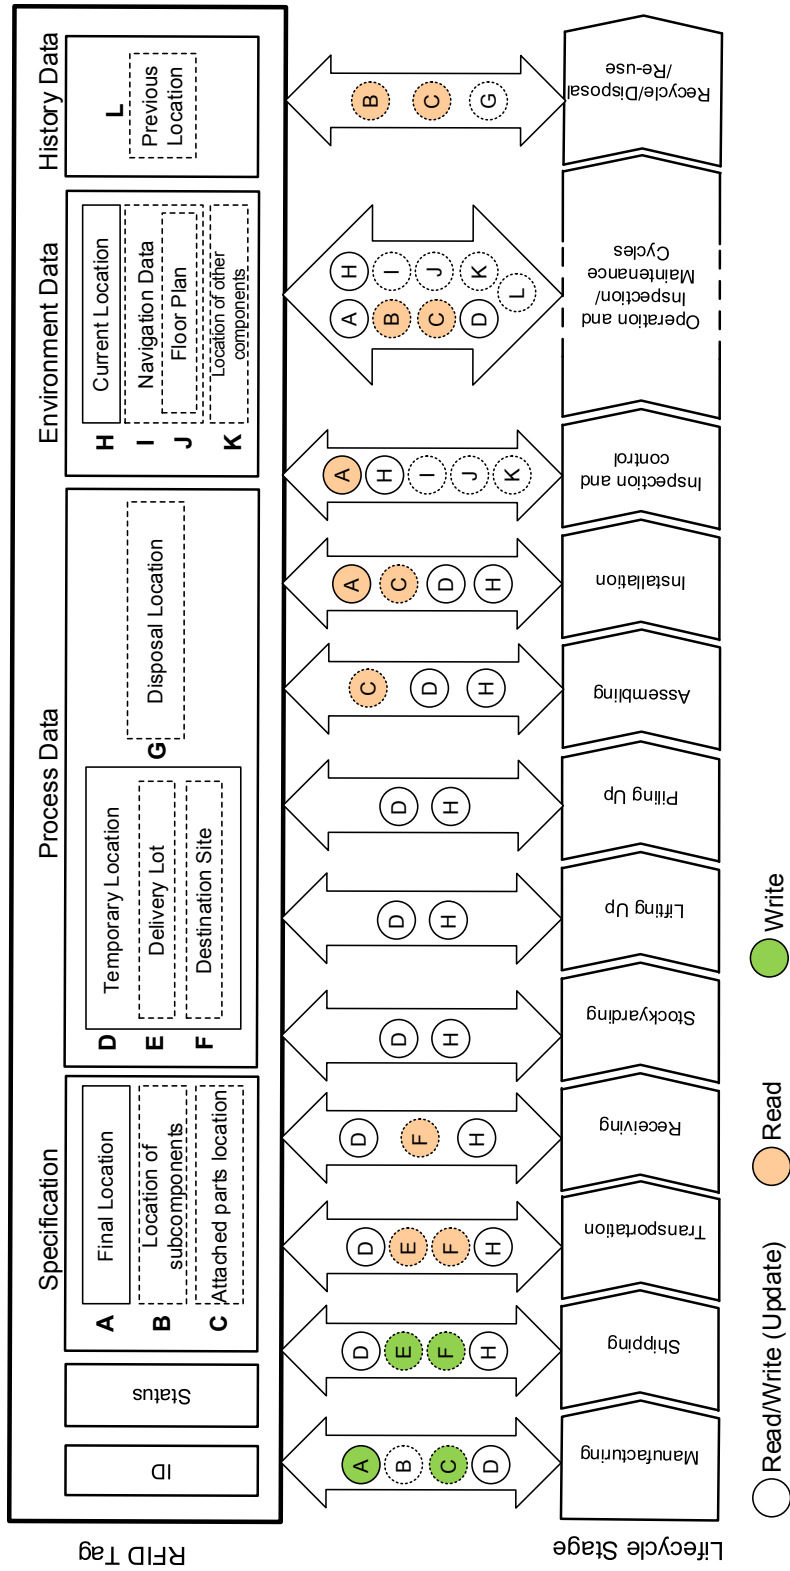 RFID Tag
ID
Status
Specification
A
Final Location
B
Location of
subcomponents
C
Attached parts location
Process Data
D
Temporary Location
E
Delivery Lot
F
Destination Site
G
Disposal Location
Environment Data
H
Current Location
I
Navigation Data
J
Floor Plan
K
Location of other
components
History Data
L
Previous
Location
A
B
C
D
D
E
F
H
D
E
F
H
D
F
H
D
H
D
H
D
H
C
D
H
A
C
D
H
A
H
I
J
K
A
H
B
I
C
J
D
K
L
B
C
G
Lifecycle Stage
Manufacturing
Shipping
Transportation
Receiving
Stockyarding
Lifting Up
Piling Up
Assembling
Installation
Inspection and
control
Operation and
Inspection/
Maintenance
Cycles
Recycle/Disposal
/Re-use
Read/Write (Update)
Read
Write